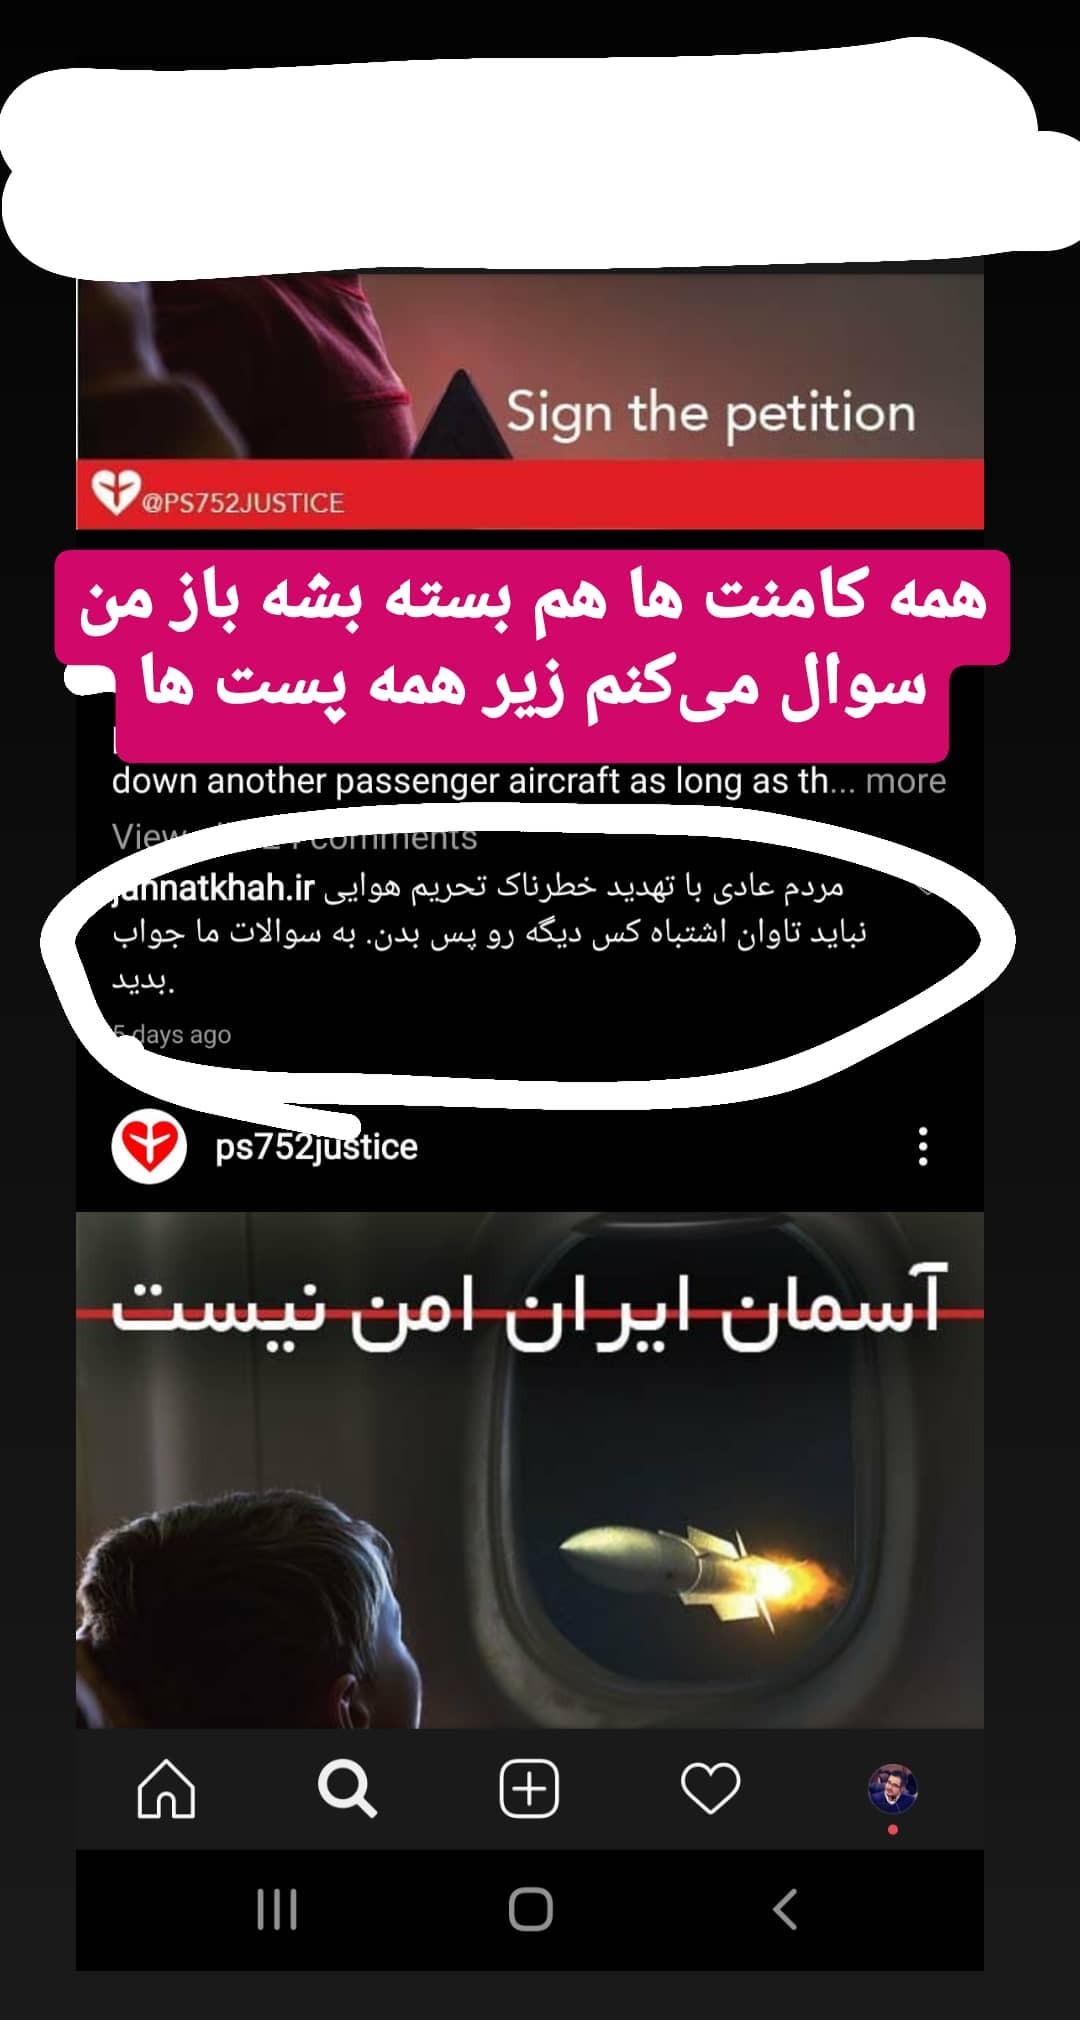 Sign the petition
@PS752JUSTICE
همه کامنت ها هم بسته بشه باز من
سوال می‌کنم زیر همه پست ها
down another passenger aircraft as long as th... more
View comments
jannatkhah.ir مردم عادی با تهدید خطرناک تحریم هوایی
نباید تاوان اشتباه کس دیگه رو پس بدن. به سوالات ما جواب
بدید.
5 days ago
ps752justice
آسمان ایران امن نیست